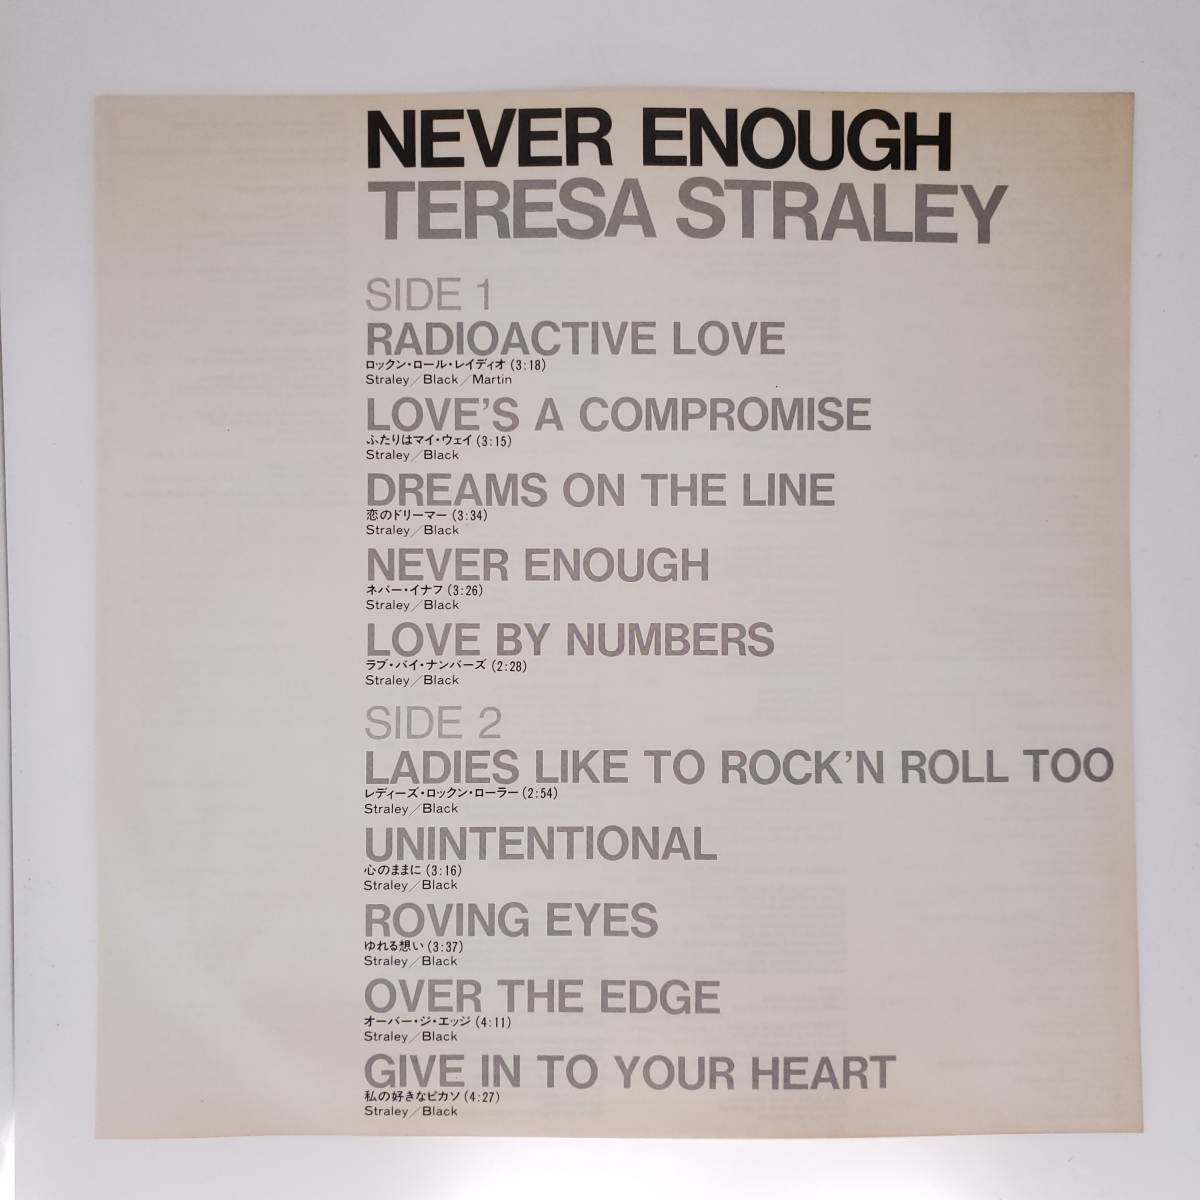 NEVER ENOUGH
TERESA STRALEY
SIDE 1
RADIOACTIVE LOVE
ロックン・ロール・レイディオ(3:18)
Straley/Black/Martin
LOVE'S A COMPROMISE
ふたりはマイ・ウェイ(3:15)
Straley/Black
DREAMS ON THE LINE
恋のドリーマー(3:34)
Straley/Black
NEVER ENOUGH
ネバー・イナフ(3:26)
Straley/Black
LOVE BY NUMBERS
ラブ・バイ・ナンバーズ(2:28)
Straley/Black
SIDE 2
LADIES LIKE TO ROCK'N ROLL TOO
レディーズ・ロックン・ローラー(2:54)
Straley/Black
UNINTENTIONAL
心のままに(3:16)
Straley/Black
ROVING EYES
ゆれる想い(3:37)
Straley/Black
OVER THE EDGE
オーバー・ジ・エッジ(4:11)
Straley/Black
GIVE IN TO YOUR HEART
私の好きなピカソ(4:27)
Straley/Black